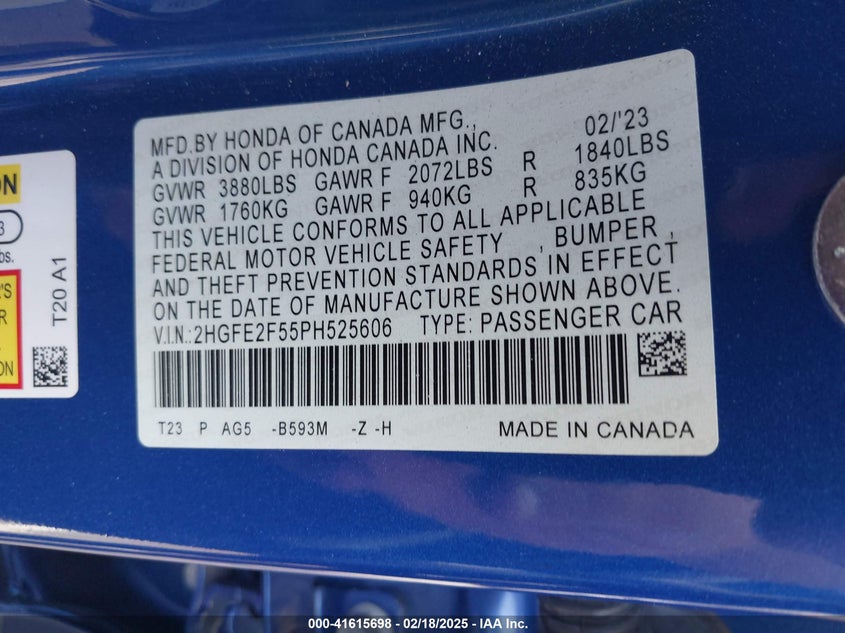 MFD.BY HONDA OF CANADA MFG., 02/'23
A DIVISION OF HONDA CANADA INC.
GVWR 3880LBS GAWR F 2072LBS R 1840LBS
GVWR 1760KG GAWR F 940KG R 835KG
THIS VEHICLE CONFORMS TO ALL APPLICABLE
FEDERAL MOTOR VEHICLE SAFETY , BUMPER ,
AND THEFT PREVENTION STANDARDS IN EFFECT
ON THE DATE OF MANUFACTURE SHOWN ABOVE.
V.I.N.:2HGFE2F55PH525606 TYPE: PASSENGER CAR
T23 P AG5 -B593M -Z -H MADE IN CANADA
T20 A1
000-41615698 - 02/18/2025 - IAA Inc.